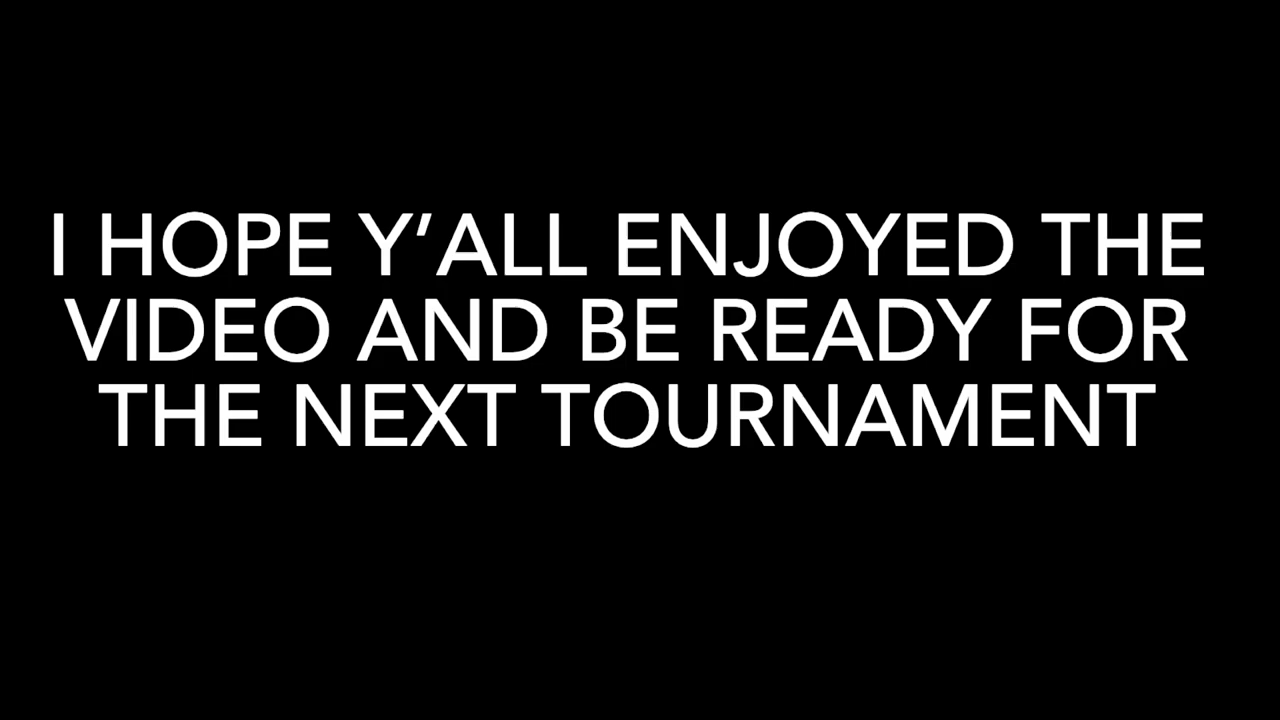 I HOPE Y’ALL ENJOYED THE
VIDEO AND BE READY FOR
THE NEXT TOURNAMENT